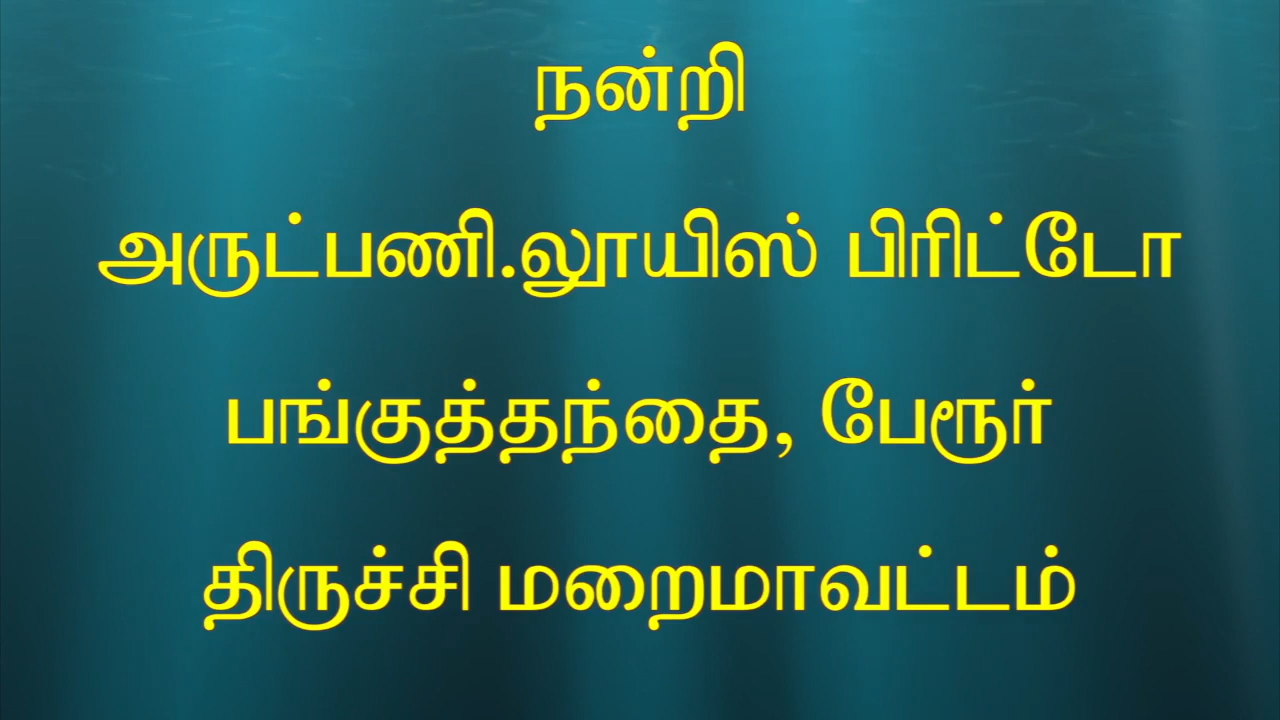 நன்றி
அருட்பணி.லூயிஸ் பிரிட்டோ
பங்குத்தந்தை, பேரூர்
திருச்சி மறைமாவட்டம்